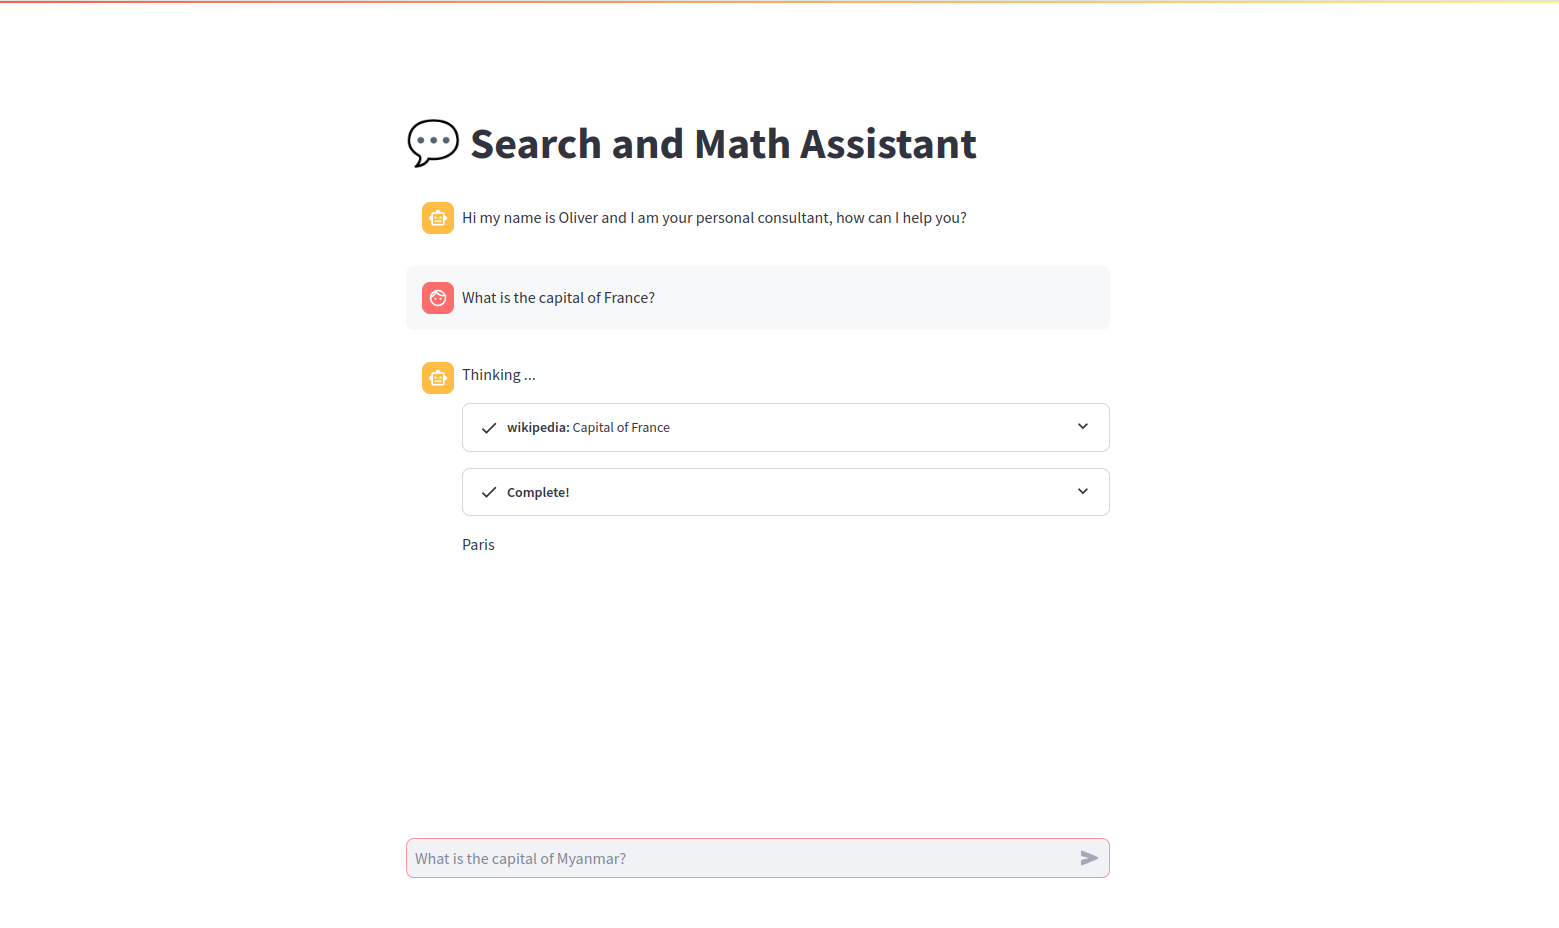 💬 Search and Math Assistant
Hi my name is Oliver and I am your personal consultant, how can I help you?
What is the capital of France?
Thinking ...
wikipedia: Capital of France
Complete!
Paris
What is the capital of Myanmar?